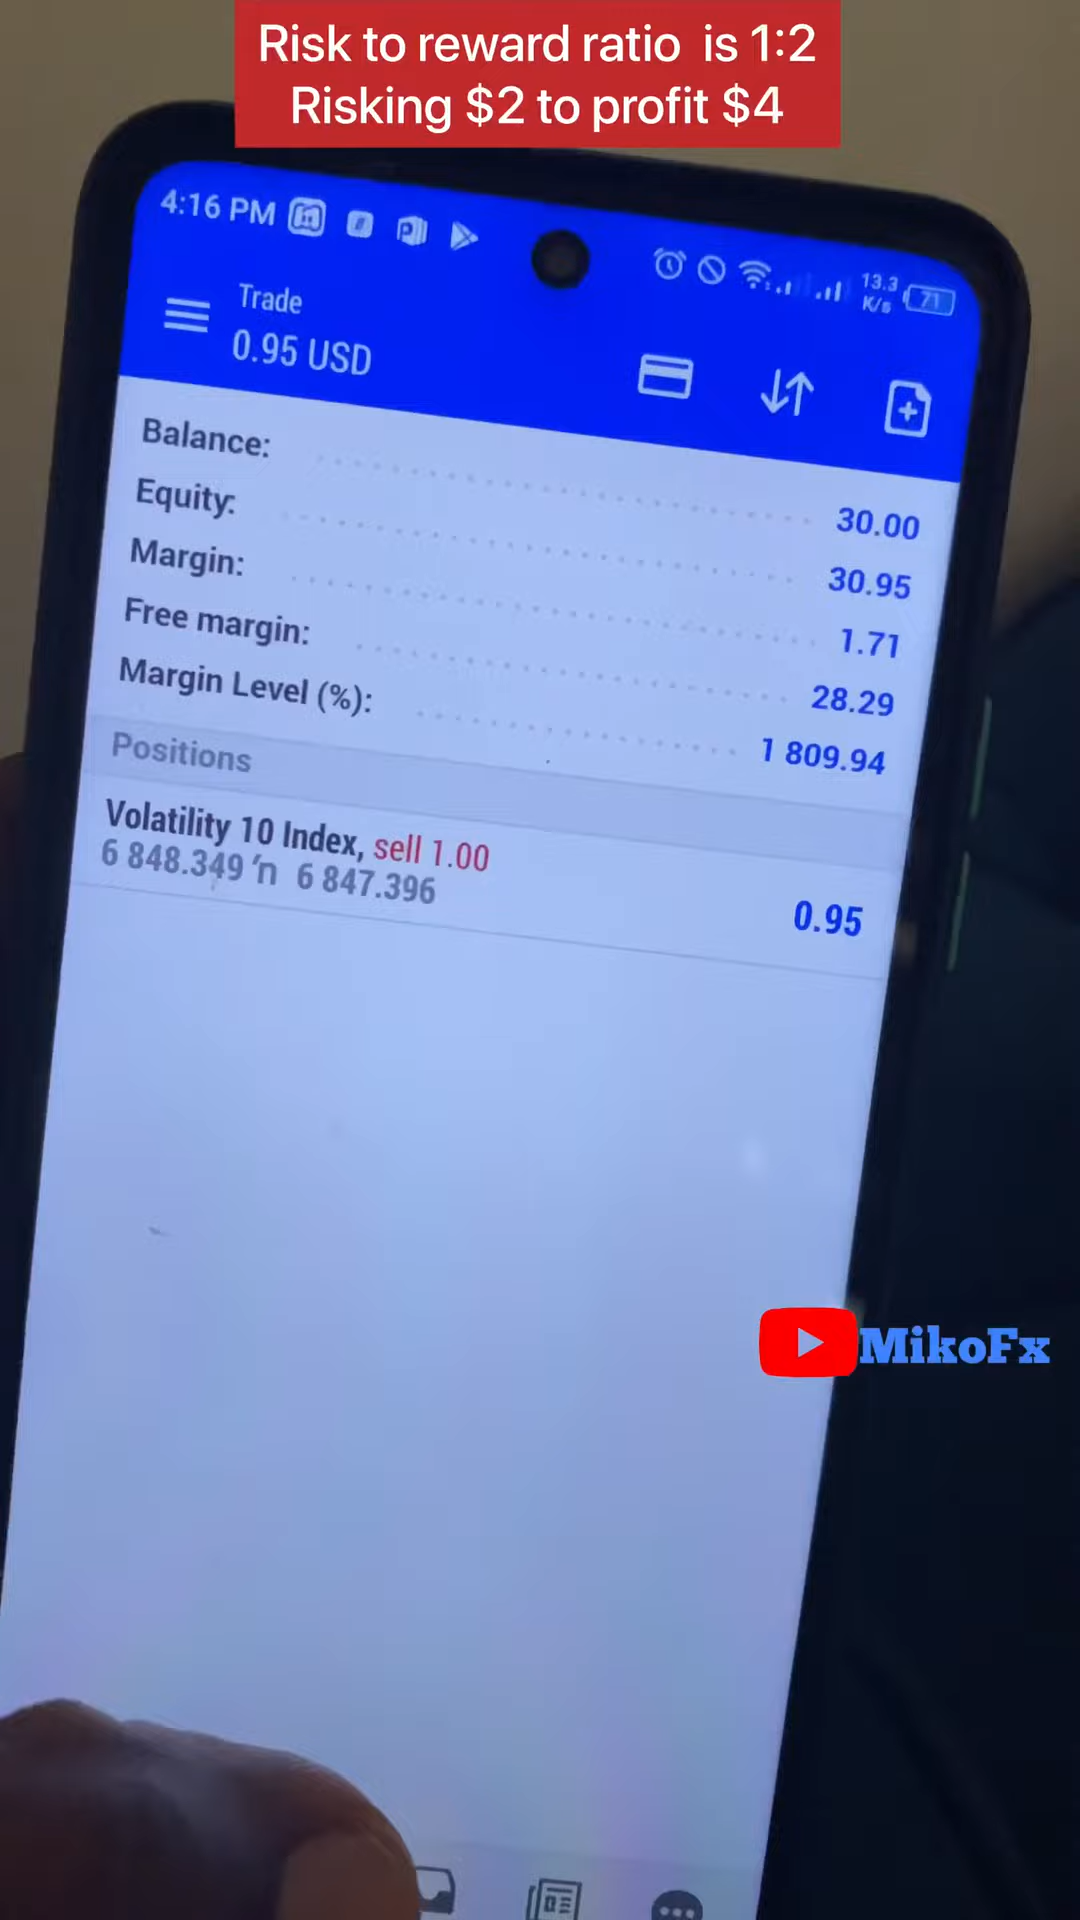 Risk to reward ratio is 1:2
Risking $2 to profit $4
4:16 PM
13.3
K/s
71
Trade
0.95 USD
Balance: 30.00
Equity: 30.95
Margin: 1.71
Free margin: 28.29
Margin Level (%): 1 809.94
Positions
Volatility 10 Index, sell 1.00
6 848.349 6 847.396
0.95
MikoFx